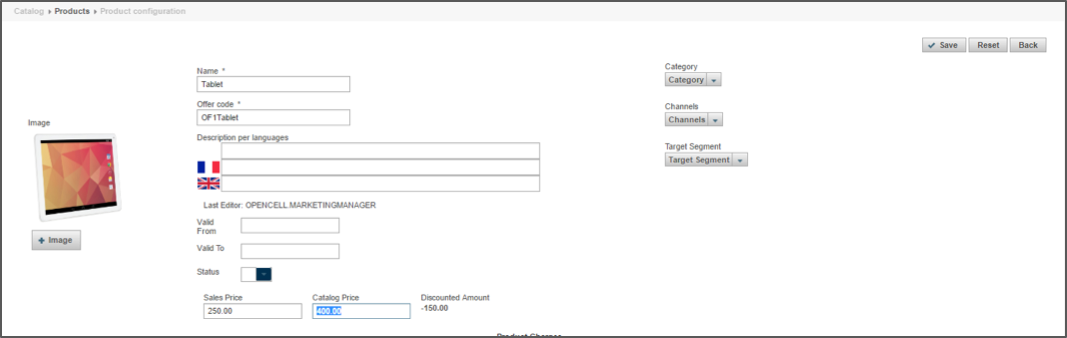 Catalog Products Product configuration
Save Reset Back
Name *
Tablet
Offer code *
OF1Tablet
Description per languages
Last Editor: OPENCELL.MARKETINGMANAGER
Valid From
Valid To
Status
Sales Price Catalog Price Discounted Amount
250.00 400.00 -150.00
Image
+ Image
Category
Category
Channels
Channels
Target Segment
Target Segment
Product Charges